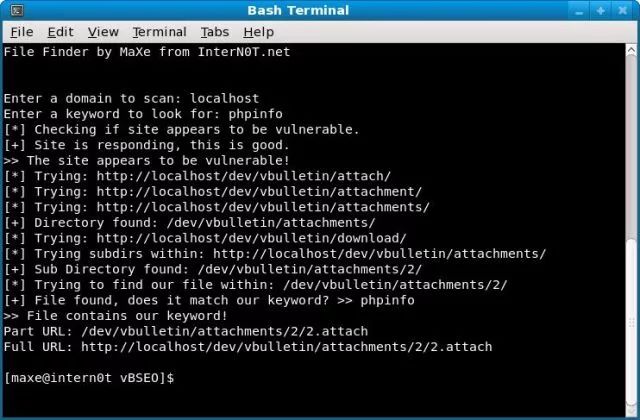 Bash Terminal
File Edit View Terminal Tabs Help
File Finder by MaXe from InterN0T.net
Enter a domain to scan: localhost
Enter a keyword to look for: phpinfo
[*] Checking if site appears to be vulnerable.
[+] Site is responding, this is good.
>> The site appears to be vulnerable!
[*] Trying: http://localhost/dev/vbulletin/attach/
[*] Trying: http://localhost/dev/vbulletin/attachment/
[*] Trying: http://localhost/dev/vbulletin/attachments/
[+] Directory found: /dev/vbulletin/attachments/
[*] Trying: http://localhost/dev/vbulletin/download/
[*] Trying subdirs within: http://localhost/dev/vbulletin/attachments/
[+] Sub Directory found: /dev/vbulletin/attachments/2/
[*] Trying to find our file within: /dev/vbulletin/attachments/2/
[+] File found, does it match our keyword? >> phpinfo
>> File contains our keyword!
Part URL: /dev/vbulletin/attachments/2/2.attach
Full URL: http://localhost/dev/vbulletin/attachments/2/2.attach
[maxe@intern0t vBSEO]$